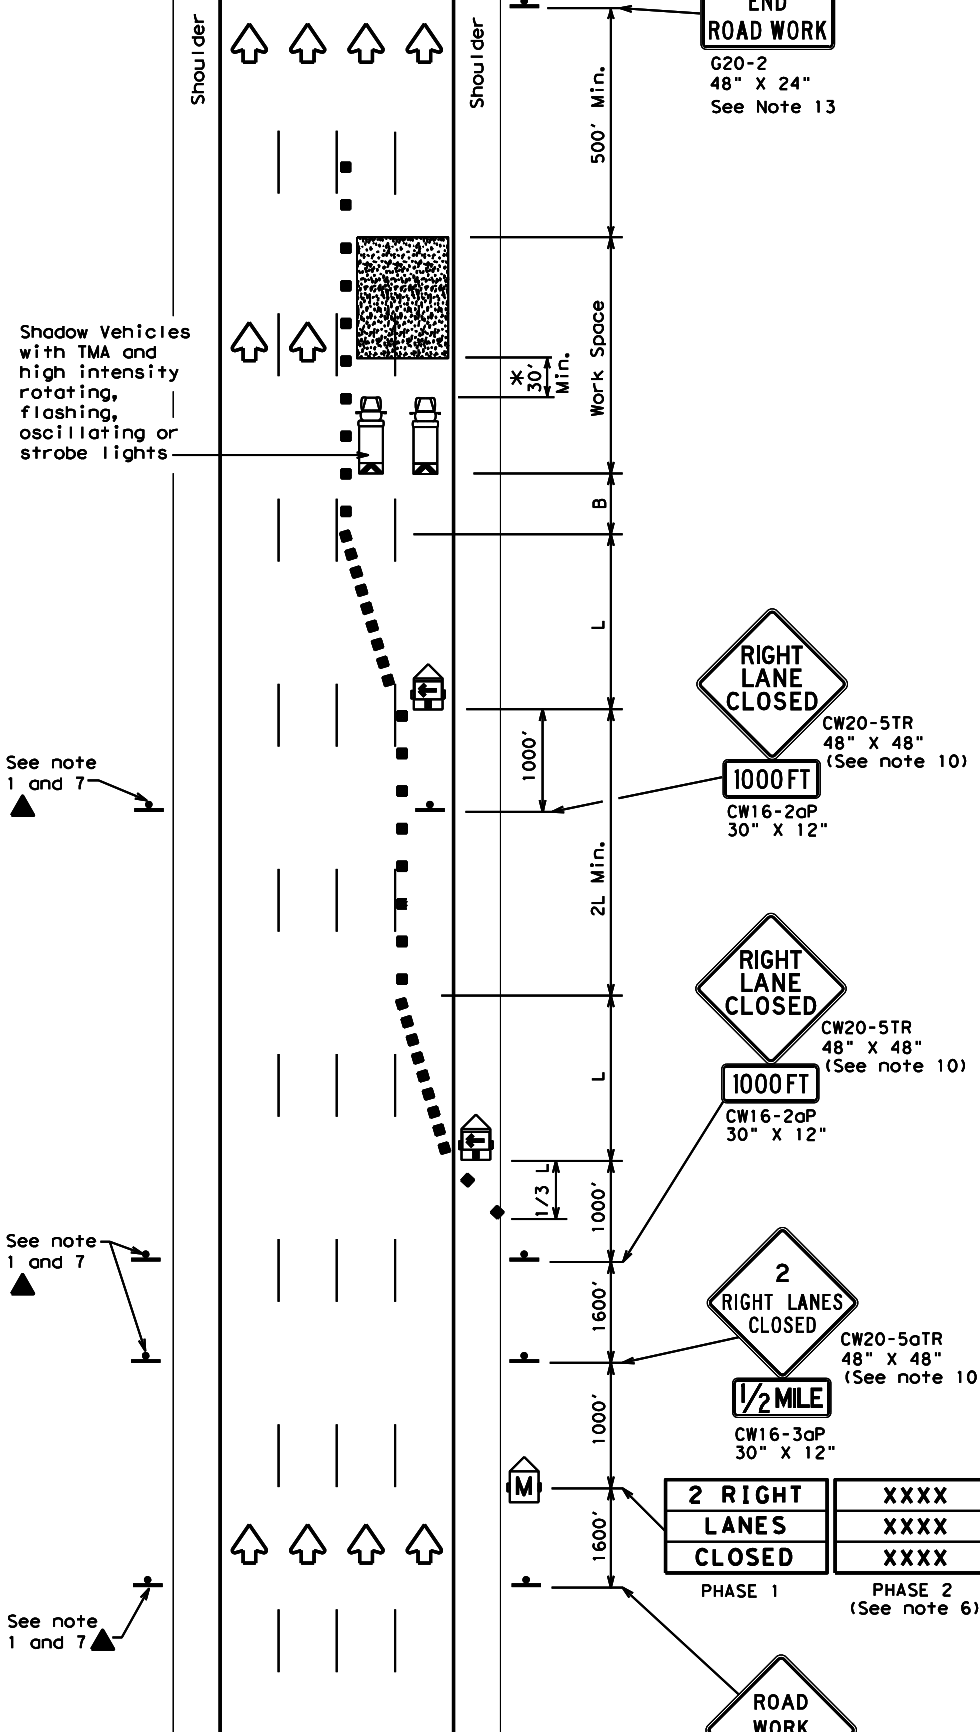 END
ROAD WORK
G20-2
48" X 24"
See Note 13
Shoulder
Shoulder
500' Min.
Shadow Vehicles
with TMA and
high intensity
rotating,
flashing,
oscillating or
strobe lights
*
30'
Min.
Work Space
B
L
RIGHT
LANE
CLOSED
CW20-5TR
48" X 48"
(See note 10)
1000 FT
CW16-2aP
30" X 12"
1000'
See note
1 and 7
2L Min.
RIGHT
LANE
CLOSED
CW20-5TR
48" X 48"
(See note 10)
1000 FT
CW16-2aP
30" X 12"
L
1/3 L
1000'
See note
1 and 7
1600'
2
RIGHT LANES
CLOSED
CW20-5aTR
48" X 48"
(See note 10
1/2 MILE
CW16-3aP
30" X 12"
1000'
M
2 RIGHT
LANES
CLOSED
PHASE 1
XXXX
XXXX
XXXX
PHASE 2
(See note 6)
1600'
See note
1 and 7
ROAD
WORK